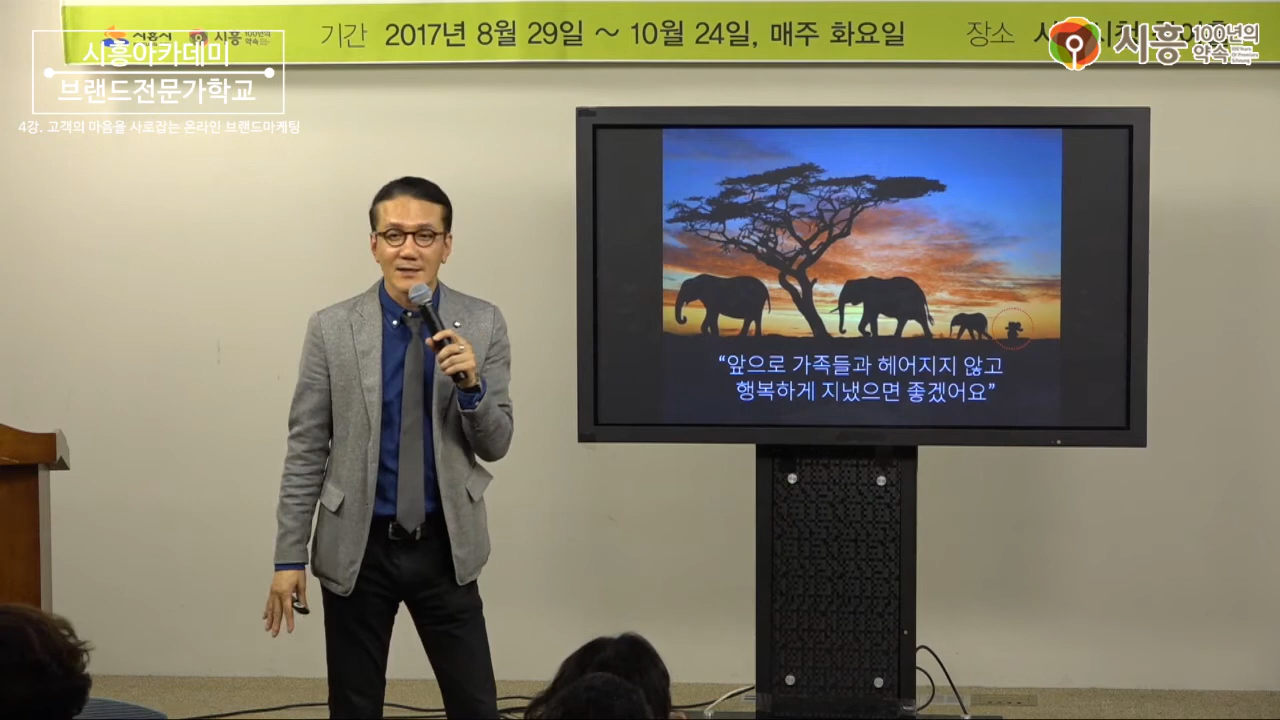 기간 2017년 8월 29일 ~ 10월 24일, 매주 화요일 장소
시흥 100년의 약속
시흥아카데미
브랜드전문가학교
4강. 고객의 마음을 사로잡는 온라인 브랜드마케팅
“앞으로 가족들과 헤어지지 않고
행복하게 지냈으면 좋겠어요”